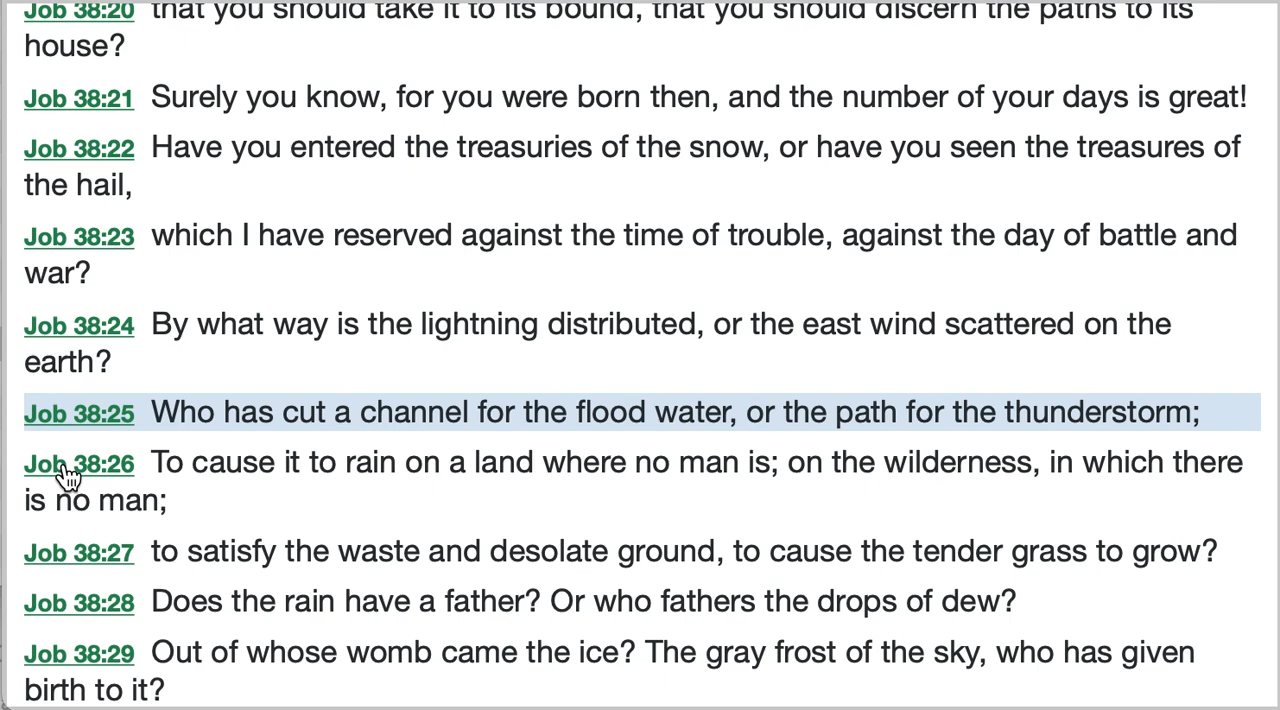 Job 38:20 that you should take it to its bound, that you should discern the paths to its
house?
Job 38:21 Surely you know, for you were born then, and the number of your days is great!
Job 38:22 Have you entered the treasuries of the snow, or have you seen the treasures of
the hail,
Job 38:23 which I have reserved against the time of trouble, against the day of battle and
war?
Job 38:24 By what way is the lightning distributed, or the east wind scattered on the
earth?
Job 38:25 Who has cut a channel for the flood water, or the path for the thunderstorm;
Job 38:26 To cause it to rain on a land where no man is; on the wilderness, in which there
is no man;
Job 38:27 to satisfy the waste and desolate ground, to cause the tender grass to grow?
Job 38:28 Does the rain have a father? Or who fathers the drops of dew?
Job 38:29 Out of whose womb came the ice? The gray frost of the sky, who has given
birth to it?